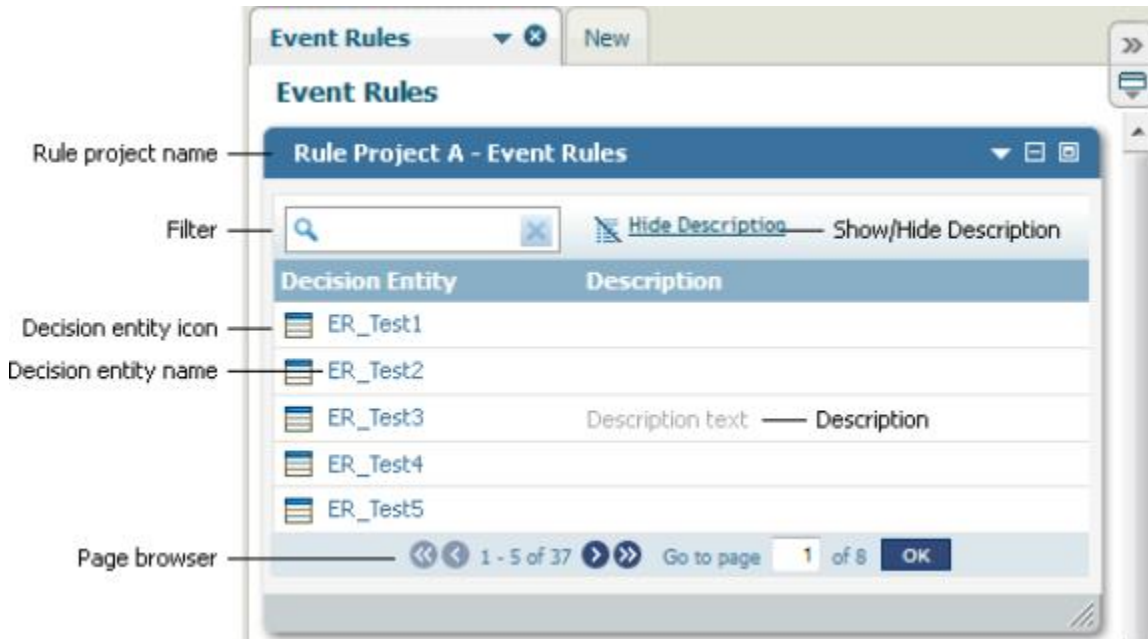 Event Rules
New
Event Rules
Rule project name
Rule Project A - Event Rules
Filter
Hide Description
Show/Hide Description
Decision Entity Description
Decision entity icon
ER_Test1
Decision entity name
ER_Test2
ER_Test3
Description text
Description
ER_Test4
ER_Test5
Page browser
1 - 5 of 37
Go to page 1 of 8 OK